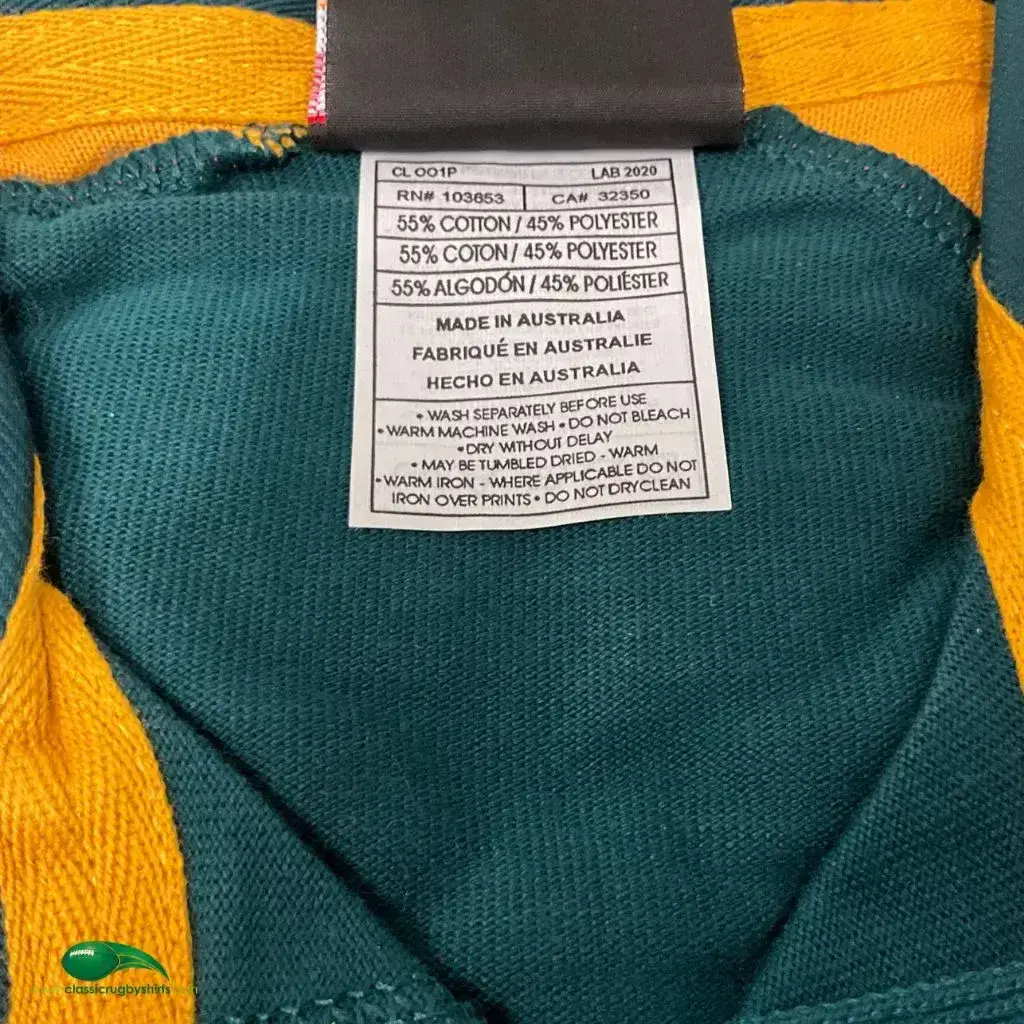 CL 001P LAB 2020
RN# 103653 CA# 32350
55% COTTON / 45% POLYESTER
55% COTON / 45% POLYESTER
55% ALGODÓN / 45% POLIÉSTER
MADE IN AUSTRALIA
FABRIQUÉ EN AUSTRALIE
HECHO EN AUSTRALIA
• WASH SEPARATELY BEFORE USE
• WARM MACHINE WASH • DO NOT BLEACH
• DRY WITHOUT DELAY
• MAY BE TUMBLED DRIED - WARM
• WARM IRON - WHERE APPLICABLE DO NOT
IRON OVER PRINTS • DO NOT DRYCLEAN
classicrugbyshirts